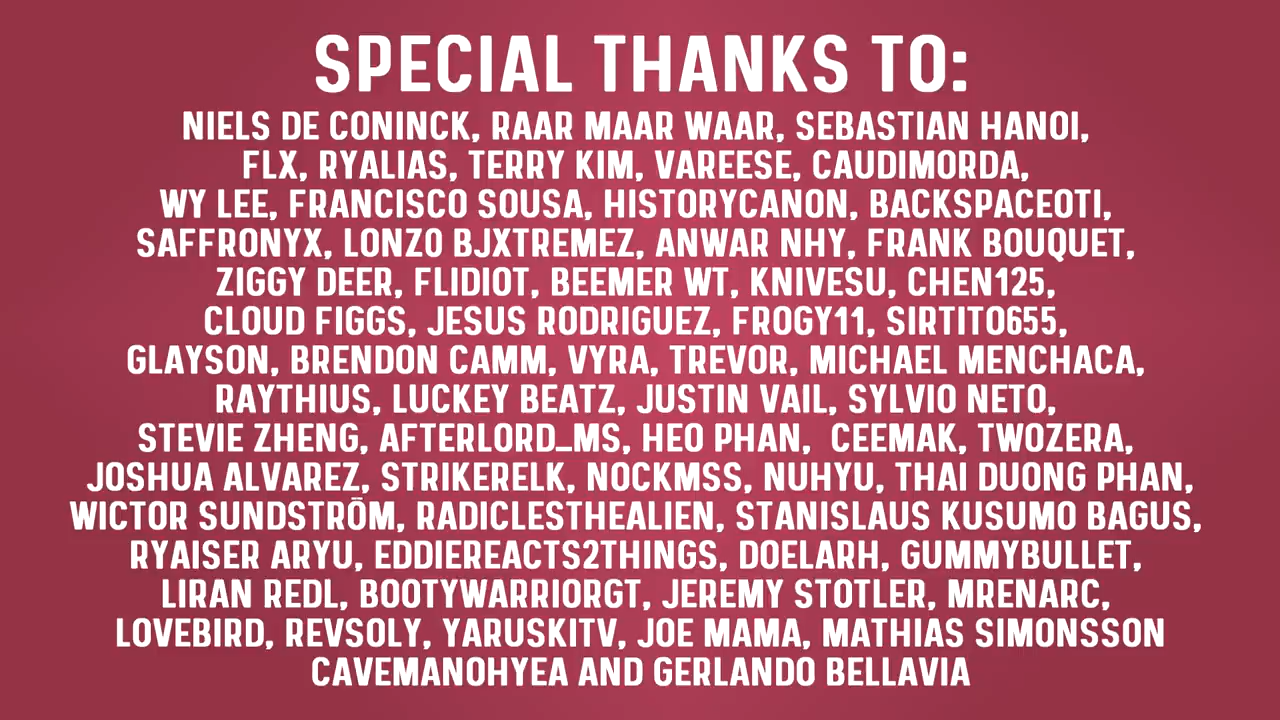 SPECIAL THANKS TO:
NIELS DE CONINCK, RAAR MAAR WAAR, SEBASTIAN HANOI,
FLX, RYALIAS, TERRY KIM, VAREESE, CAUDIMORDA,
WY LEE, FRANCISCO SOUSA, HISTORYCANON, BACKSPACEOTI,
SAFFRONYX, LONZO BJXTREMEZ, ANWAR NHY, FRANK BOUQUET,
ZIGGY DEER, FLIDIOT, BEEMER WT, KNIVESU, CHEN125,
CLOUD FIGGS, JESUS RODRIGUEZ, FROGY11, SIRTITO655,
GLAYSON, BRENDON CAMM, VYRA, TREVOR, MICHAEL MENCHACA,
RAYTHIUS, LUCKEY BEATZ, JUSTIN VAIL, SYLVIO NETO,
STEVIE ZHENG, AFTERLORD_MS, HEO PHAN, CEEMAK, TWOZERA,
JOSHUA ALVAREZ, STRIKERELK, NOCKMSS, NUHYU, THAI DUONG PHAN,
WICTOR SUNDSTRÖM, RADICLESTHEALIEN, STANISLAUS KUSUMO BAGUS,
RYAISER ARYU, EDDIEREACTS2THINGS, DOELARH, GUMMYBULLET,
LIRAN REDL, BOOTYWARRIORGT, JEREMY STOTLER, MRENARC,
LOVEBIRD, REVSOLY, YARUSKITV, JOE MAMA, MATHIAS SIMONSSON
CAVEMANOHYEA AND GERLANDO BELLAVIA